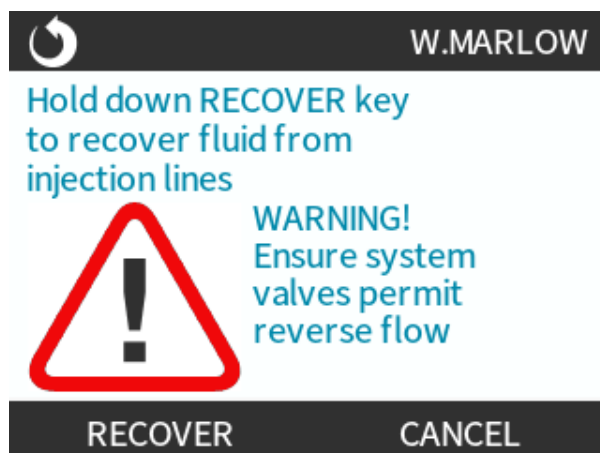 W.MARLOW
Hold down RECOVER key
to recover fluid from
injection lines
WARNING!
Ensure system
valves permit
reverse flow
RECOVER CANCEL